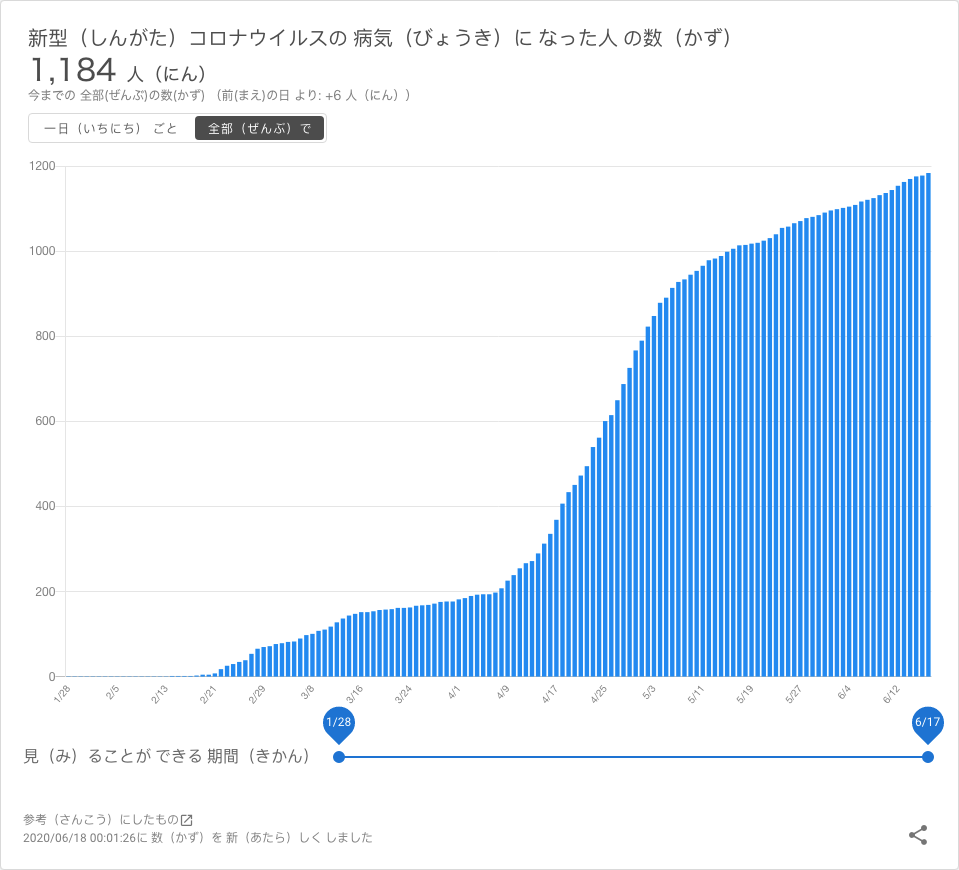 新型（しんがた）コロナウイルスの 病気（びょうき）に なった人 の数（かず）
1,184 人（にん）
今までの 全部(ぜんぶ)の数(かず) （前(まえ)の日 より: +6 人（にん））
一日（いちにち） ごと 全部（ぜんぶ）で
1200
1000
800
600
400
200
0
1/28 2/5 2/13 2/21 2/29 3/8 3/16 3/24 4/1 4/9 4/17 4/25 5/3 5/11 5/19 5/27 6/4 6/12
1/28 6/17
見（み）ることが できる 期間（きかん）
参考（さんこう）にしたもの
2020/06/18 00:01:26に 数（かず）を 新（あたら）しく しました